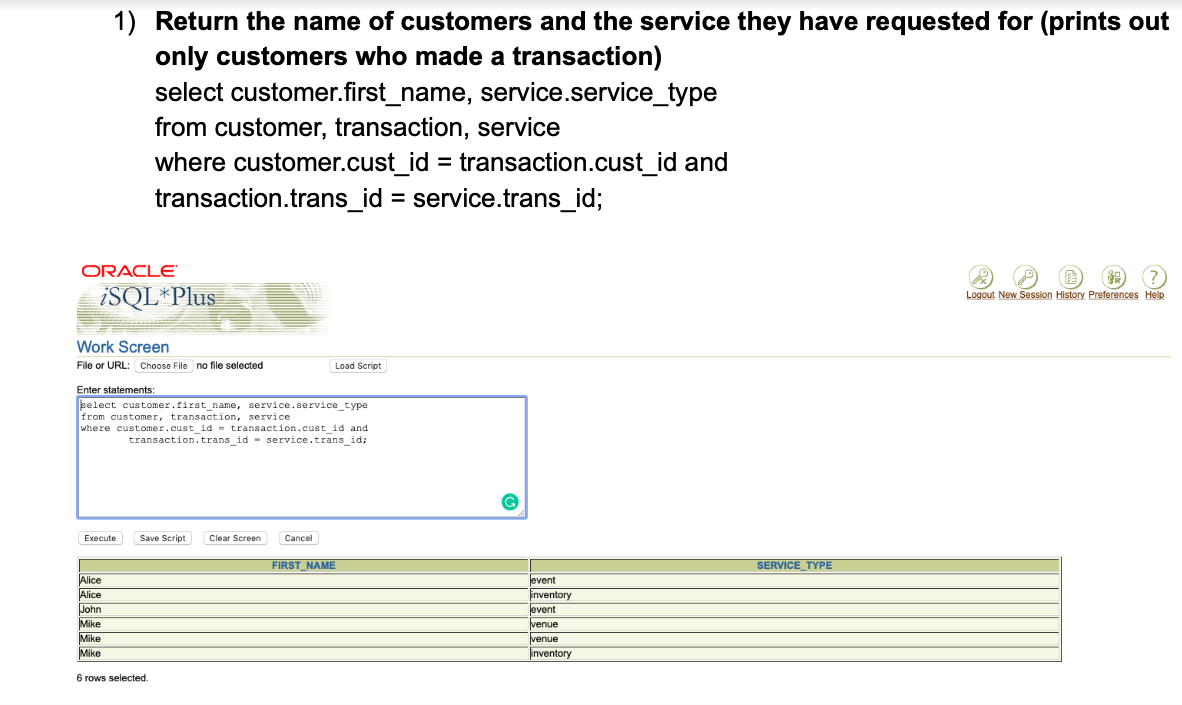 1) Return the name of customers and the service they have requested for (prints out
only customers who made a transaction)
select customer.first_name, service.service_type
from customer, transaction, service
where customer.cust_id = transaction.cust_id and
transaction.trans_id = service.trans_id;
ORACLE
iSQL*Plus
Logout New Session History Preferences Help
Work Screen
File or URL: Choose File no file selected Load Script
Enter statements:
select customer.first_name, service.service_type
from customer, transaction, service
where customer.cust_id = transaction.cust_id and
transaction.trans_id = service.trans_id;
Execute Save Script Clear Screen Cancel
FIRST_NAME SERVICE_TYPE
Alice event
Alice inventory
John event
Mike venue
Mike venue
Mike inventory
6 rows selected.